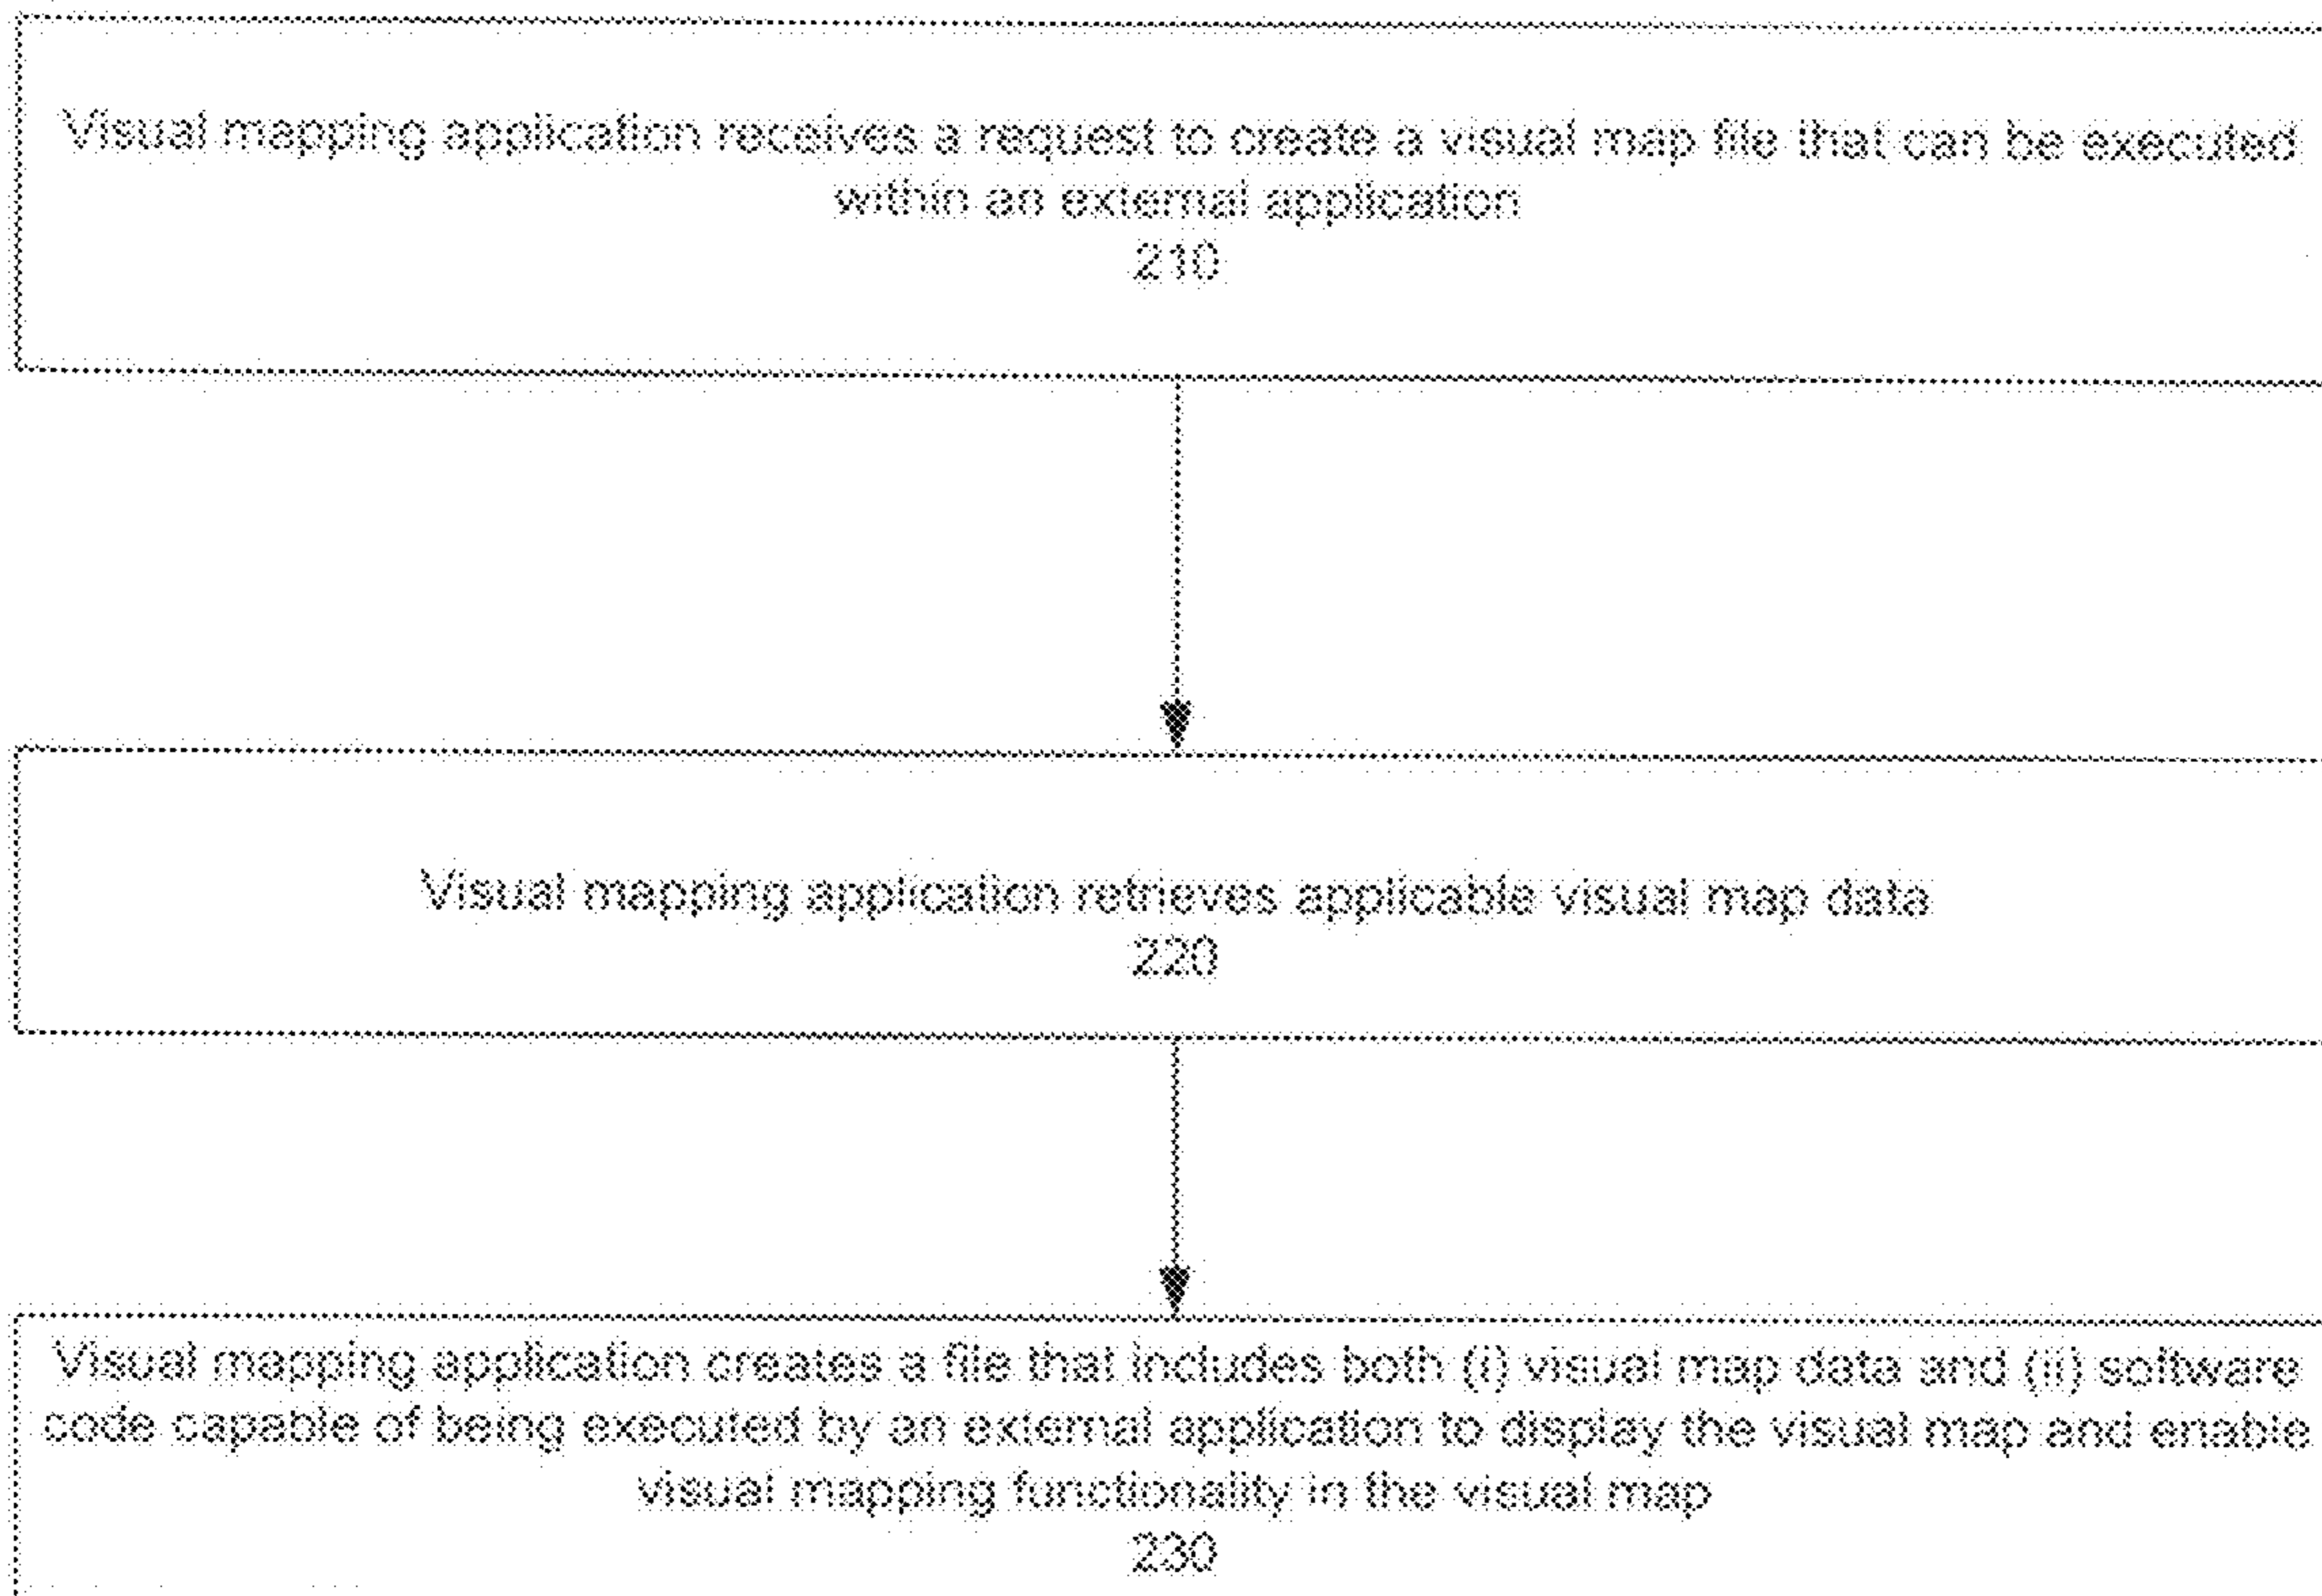 Visual mapping application receives a request to create a visual map file that can be executed
within an external application
210
Visual mapping application retrieves applicable visual map data
220
Visual mapping application creates a file that includes both (i) visual map data and (ii) software
code capable of being executed by an external application to display the visual map and enable
visual mapping functionality in the visual map
230